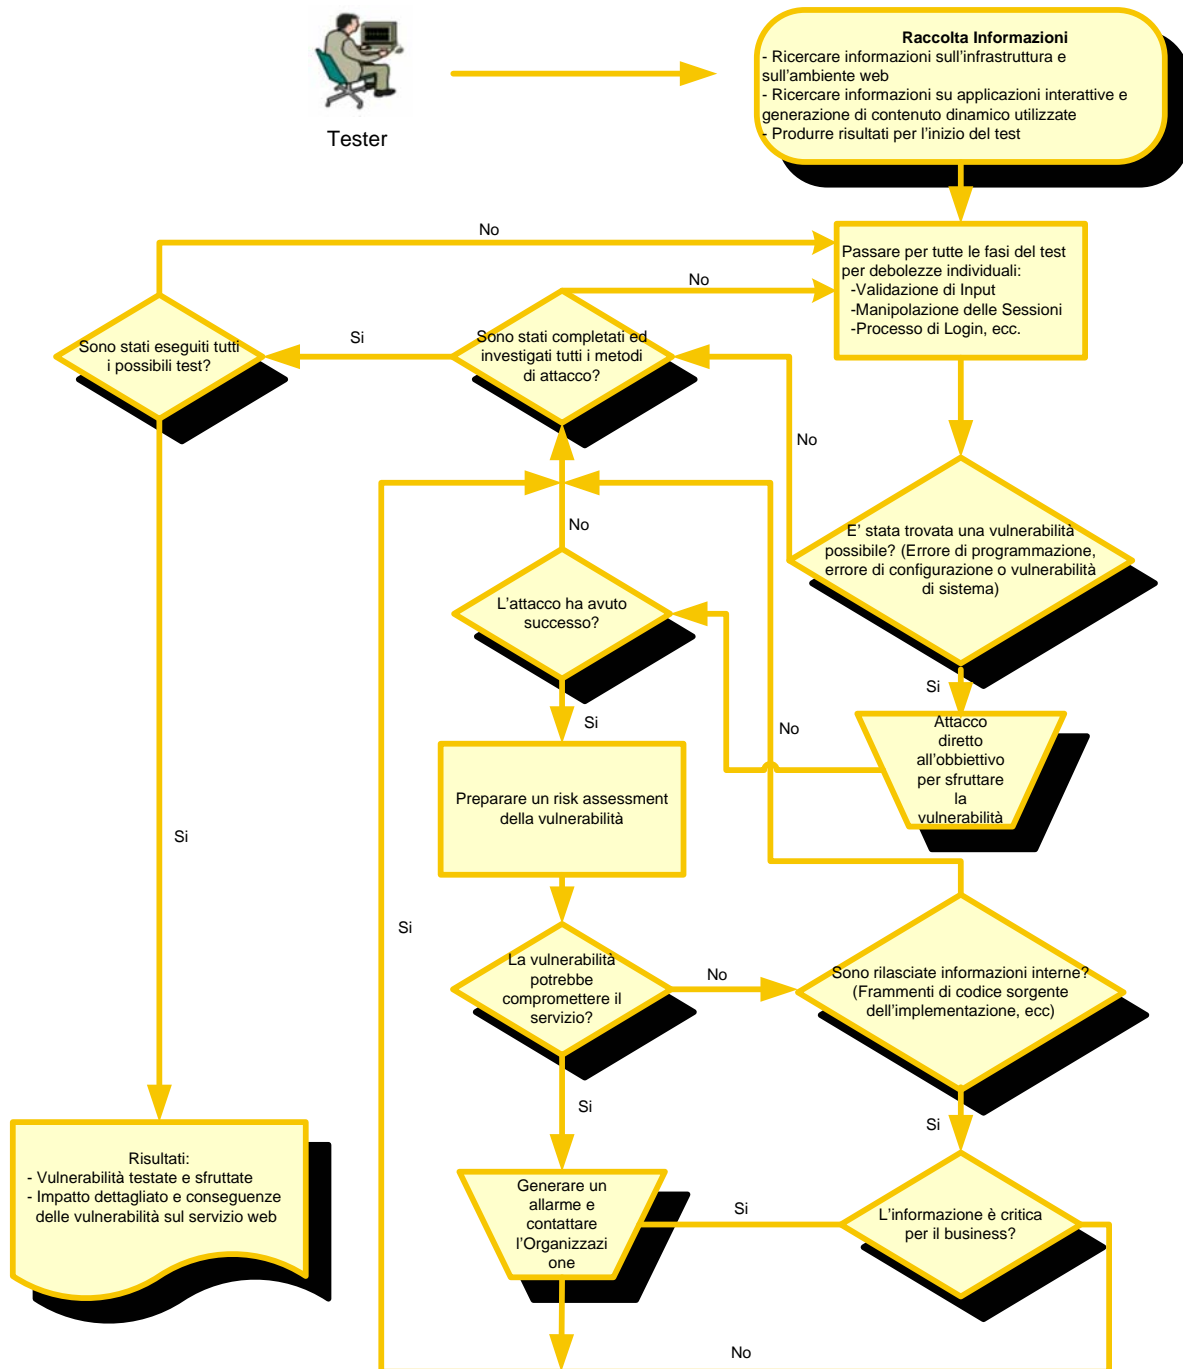 Tester
Raccolta Informazioni
- Ricercare informazioni sull'infrastruttura e
sull'ambiente web
- Ricercare informazioni su applicazioni interattive e
generazione di contenuto dinamico utilizzate
- Produrre risultati per l'inizio del test
No
Passare per tutte le fasi del test
per debolezze individuali:
-Validazione di Input
-Manipolazione delle Sessioni
-Processo di Login, ecc.
No
Si
Sono stati eseguiti tutti
i possibili test?
Sono stati completati ed
investigati tutti i metodi
di attacco?
No
No
E' stata trovata una vulnerabilità
possibile? (Errore di programmazione,
errore di configurazione o vulnerabilità
di sistema)
L'attacco ha avuto
successo?
Si
Si
No
Attacco
diretto
all'obbiettivo
per sfruttare
la
vulnerabilità
Preparare un risk assessment
della vulnerabilità
Si
Si
La vulnerabilità
potrebbe
compromettere il
servizio?
No
Sono rilasciate informazioni interne?
(Frammenti di codice sorgente
dell'implementazione, ecc)
Si
Si
Risultati:
- Vulnerabilità testate e sfruttate
- Impatto dettagliato e conseguenze
delle vulnerabilità sul servizio web
Generare un
allarme e
contattare
l'Organizzazi
one
Si
L'informazione è critica
per il business?
No